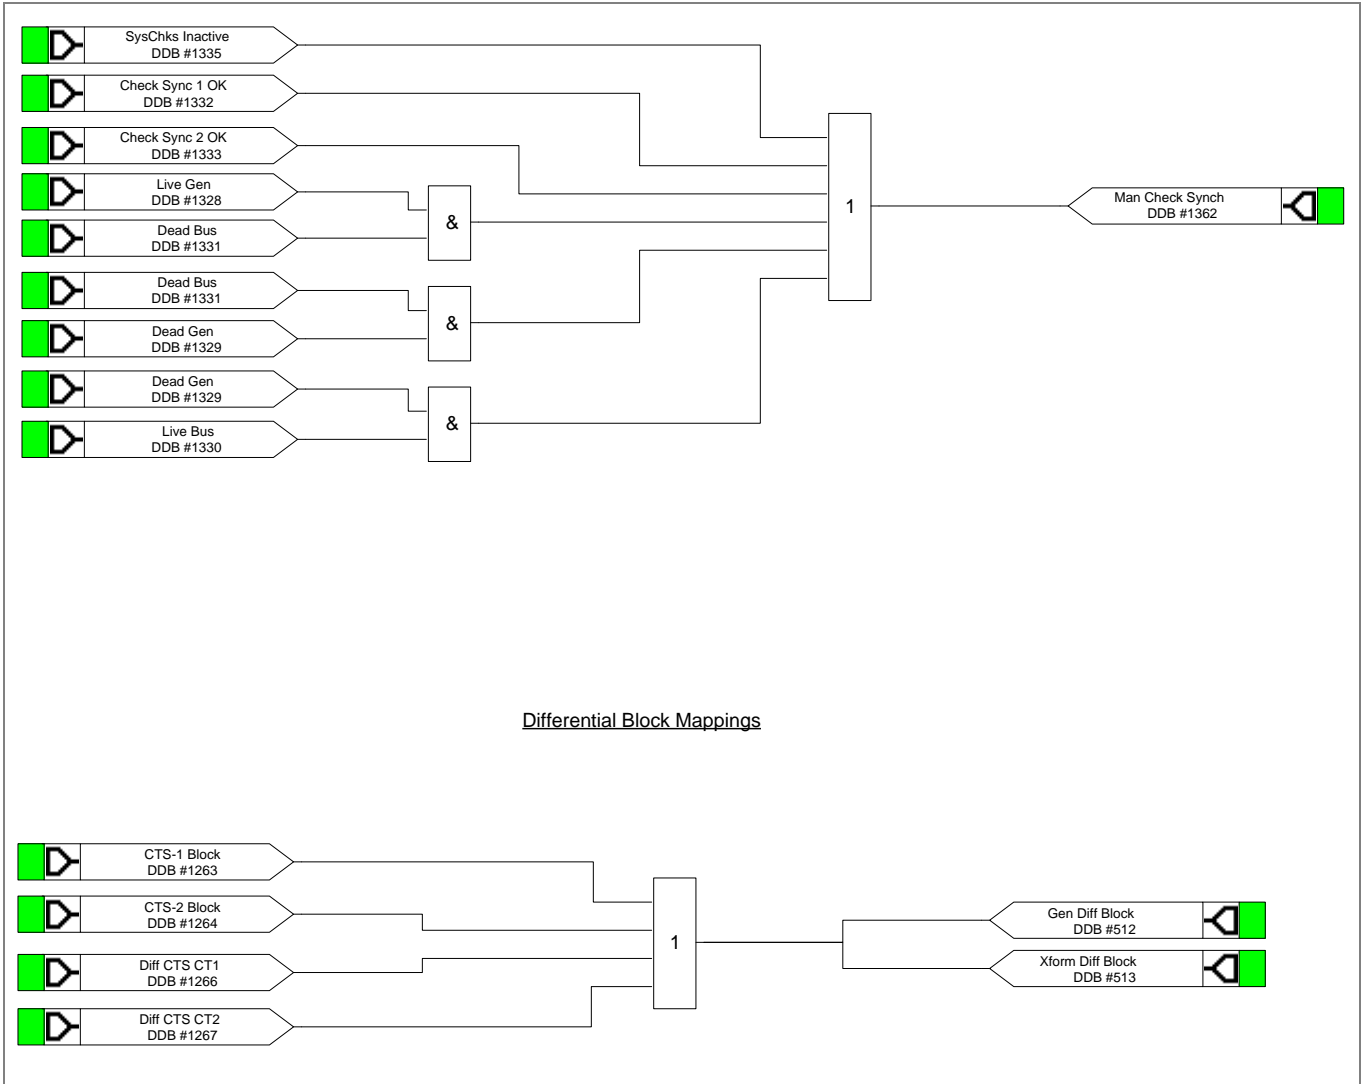 SysChks Inactive
DDB #1335
Check Sync 1 OK
DDB #1332
Check Sync 2 OK
DDB #1333
Live Gen
DDB #1328
Dead Bus
DDB #1331
Dead Bus
DDB #1331
Dead Gen
DDB #1329
Dead Gen
DDB #1329
Live Bus
DDB #1330
&
&
&
1
Man Check Synch
DDB #1362
Differential Block Mappings
CTS-1 Block
DDB #1263
CTS-2 Block
DDB #1264
Diff CTS CT1
DDB #1266
Diff CTS CT2
DDB #1267
1
Gen Diff Block
DDB #512
Xform Diff Block
DDB #513